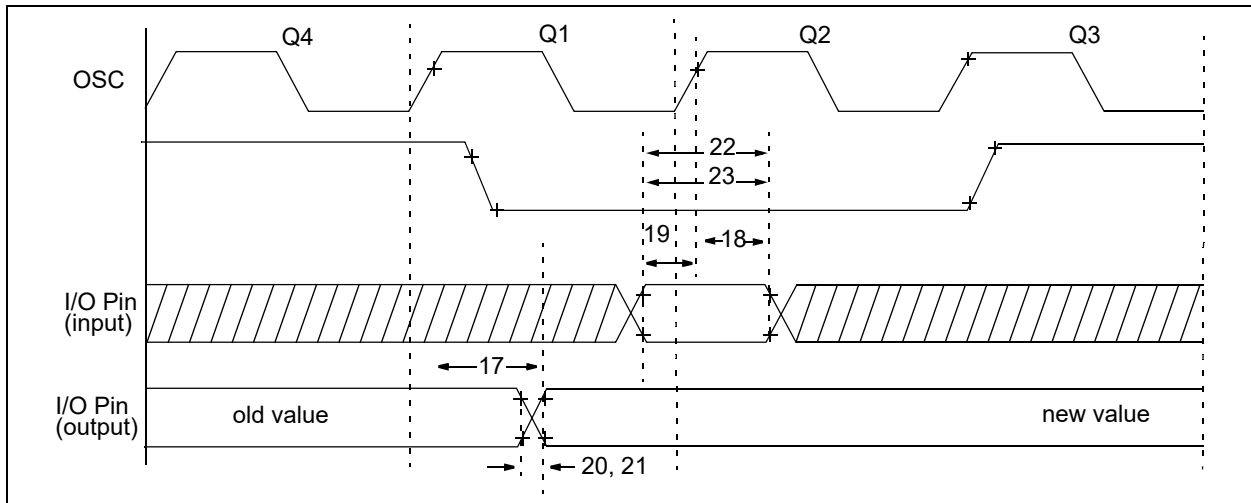 Q4
Q1
Q2
Q3
OSC
22
23
19
18
I/O Pin
(input)
17
I/O Pin
(output)
old value
new value
20, 21